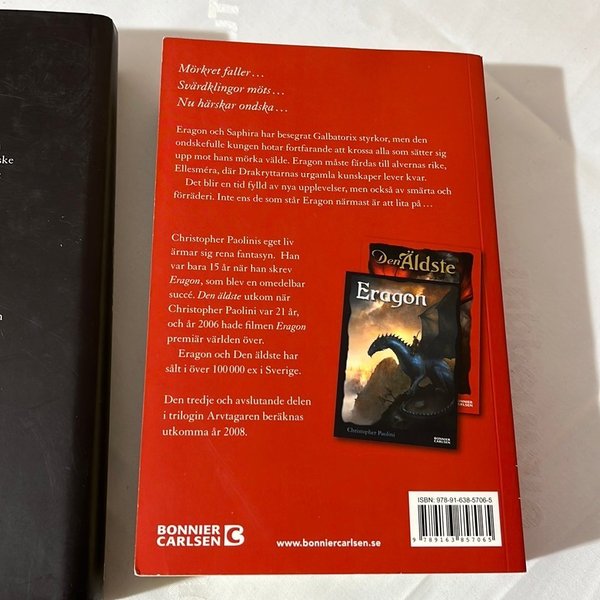 ske
n
Mörkret faller…
Svärdklingor möts…
Nu härskar ondska…
Eragon och Saphira har besegrat Galbatorix styrkor, men den
ondskefulle kungen hotar fortfarande att krossa alla som sätter sig
upp mot hans mörka välde. Eragon måste färdas till alvernas rike,
Ellesméra, där Drakryttarnas urgamla kunskaper lever kvar.
Det blir en tid fylld av nya upplevelser, men också av smärta och
förräderi. Inte ens de som står Eragon närmast är att lita på…
Christopher Paolinis eget liv
ärmar sig rena fantasyn. Han
var bara 15 år när han skrev
Eragon, som blev en omedelbar
succé. Den äldste utkom när
Christopher Paolini var 21 år,
och år 2006 hade filmen Eragon
premiär världen över.
Eragon och Den äldste har
sålt i över 100 000 ex i Sverige.
Den tredje och avslutande delen
i trilogin Arvtagaren beräknas
utkomma år 2008.
Den Äldste
Eragon
Christopher Paolini
BONNIER
CARLSEN
BONNIER
CARLSEN
BONNIER
CARLSEN
www.bonniercarlsen.se
ISBN: 978-91-638-5706-5
9 789163 857065